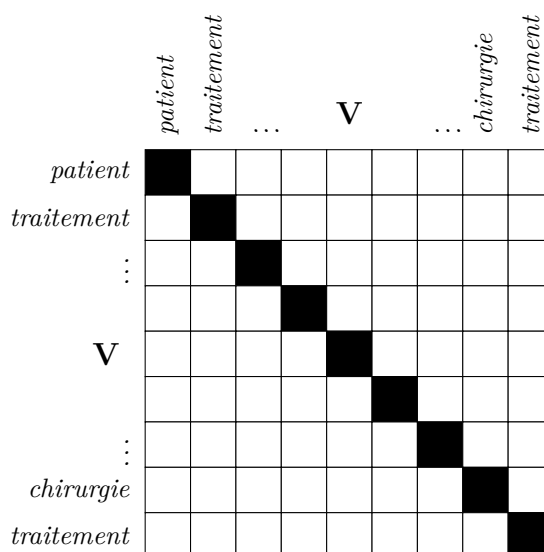 patient
traitement
...
V
...
chirurgie
traitement
patient
traitement
⋮
V
⋮
chirurgie
traitement